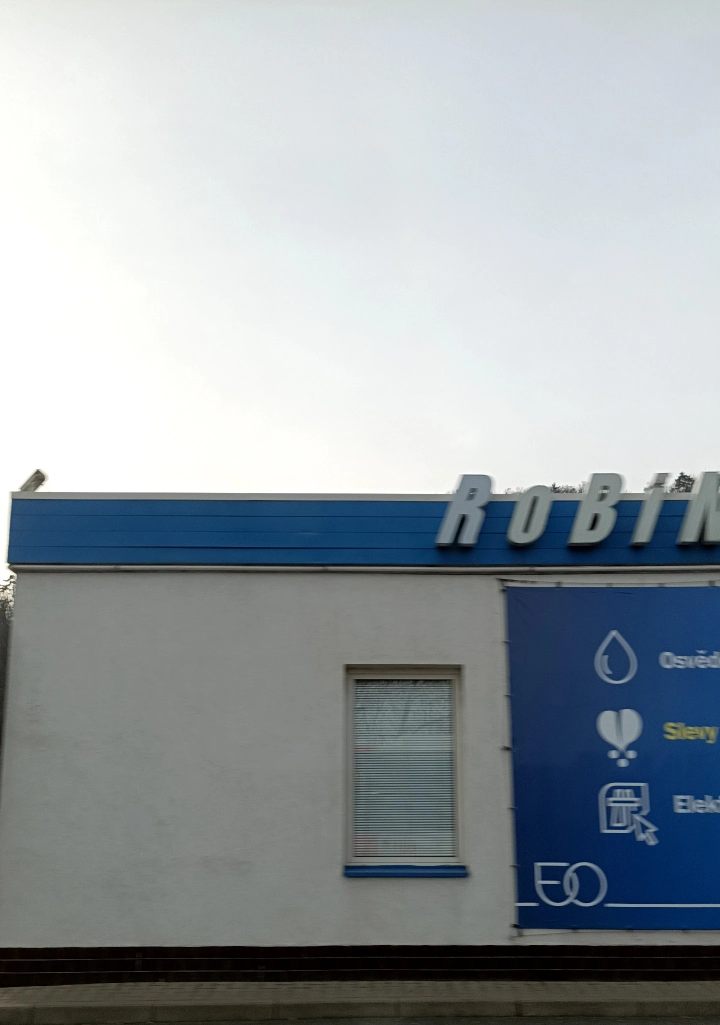 RoBiN
Osvěd
Slevy
Elek
EO